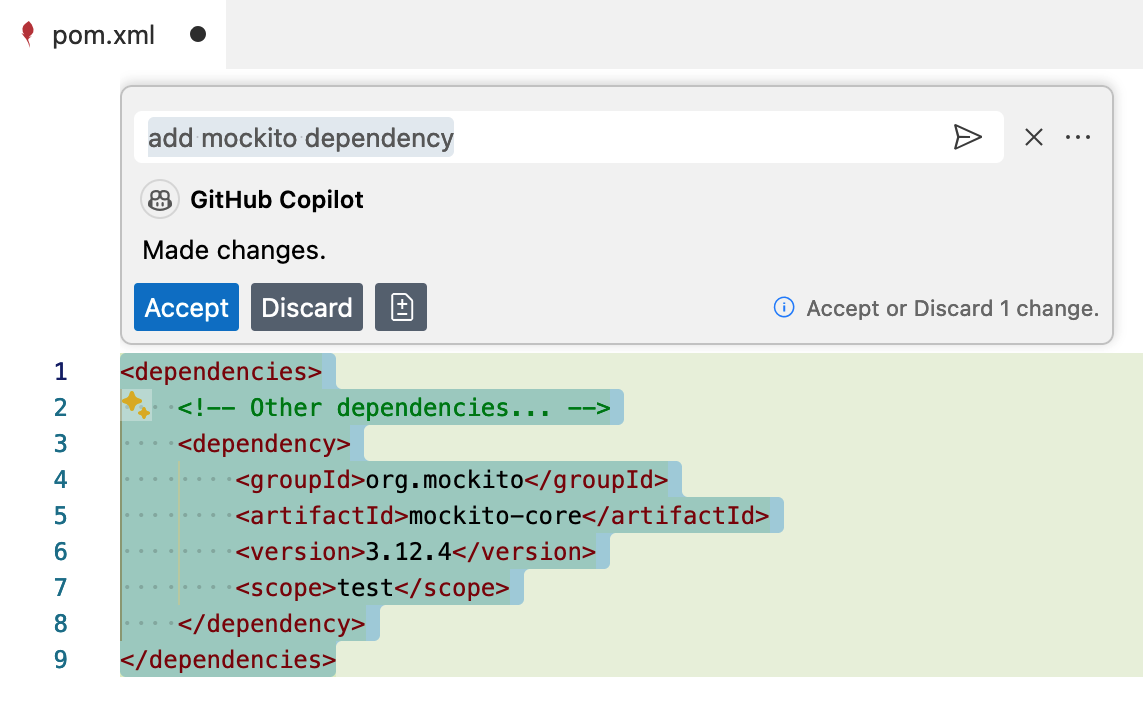 pom.xml
add mockito dependency
GitHub Copilot
Made changes.
Accept Discard Accept or Discard 1 change.
1 <dependencies>
2 <!-- Other dependencies... -->
3 <dependency>
4 <groupId>org.mockito</groupId>
5 <artifactId>mockito-core</artifactId>
6 <version>3.12.4</version>
7 <scope>test</scope>
8 </dependency>
9 </dependencies>